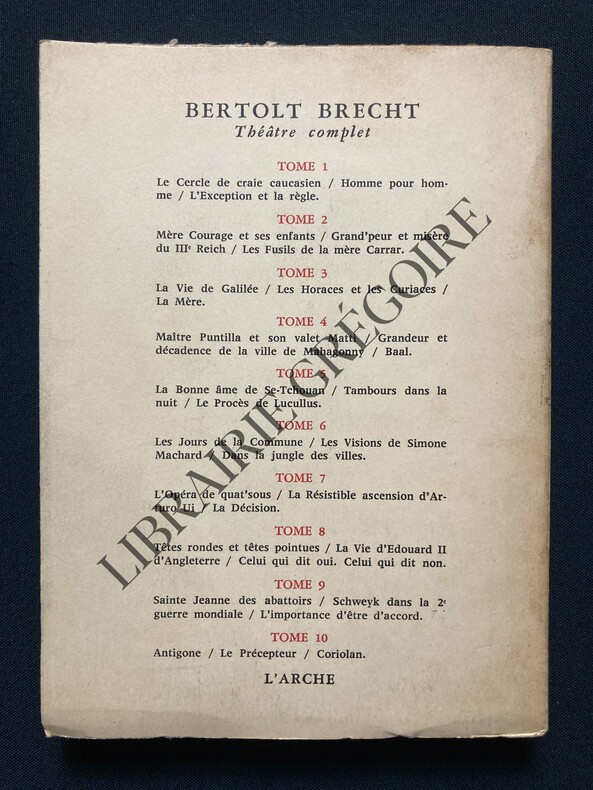 BERTOLT BRECHT
Théâtre complet
TOME 1
Le Cercle de craie caucasien / Homme pour hom-
me / L'Exception et la règle.
TOME 2
Mère Courage et ses enfants / Grand'peur et misère
du IIIᵉ Reich / Les Fusils de la mère Carrar.
TOME 3
La Vie de Galilée / Les Horaces et les Curiaces /
La Mère.
TOME 4
Maître Puntilla et son valet Matti / Grandeur et
décadence de la ville de Mahagonny / Baal.
TOME 5
La Bonne âme de Se-Tchouan / Tambours dans la
nuit / Le Procès de Lucullus.
TOME 6
Les Jours de la Commune / Les Visions de Simone
Machard / Dans la jungle des villes.
TOME 7
L'Opéra de quat'sous / La Résistible ascension d'Ar-
turo Ui / La Décision.
TOME 8
Têtes rondes et têtes pointues / La Vie d'Edouard II
d'Angleterre / Celui qui dit oui. Celui qui dit non.
TOME 9
Sainte Jeanne des abattoirs / Schweyk dans la 2ᵉ
guerre mondiale / L'importance d'être d'accord.
TOME 10
Antigone / Le Précepteur / Coriolan.
L'ARCHE
LIBRAIRIE GRÉGOIRE